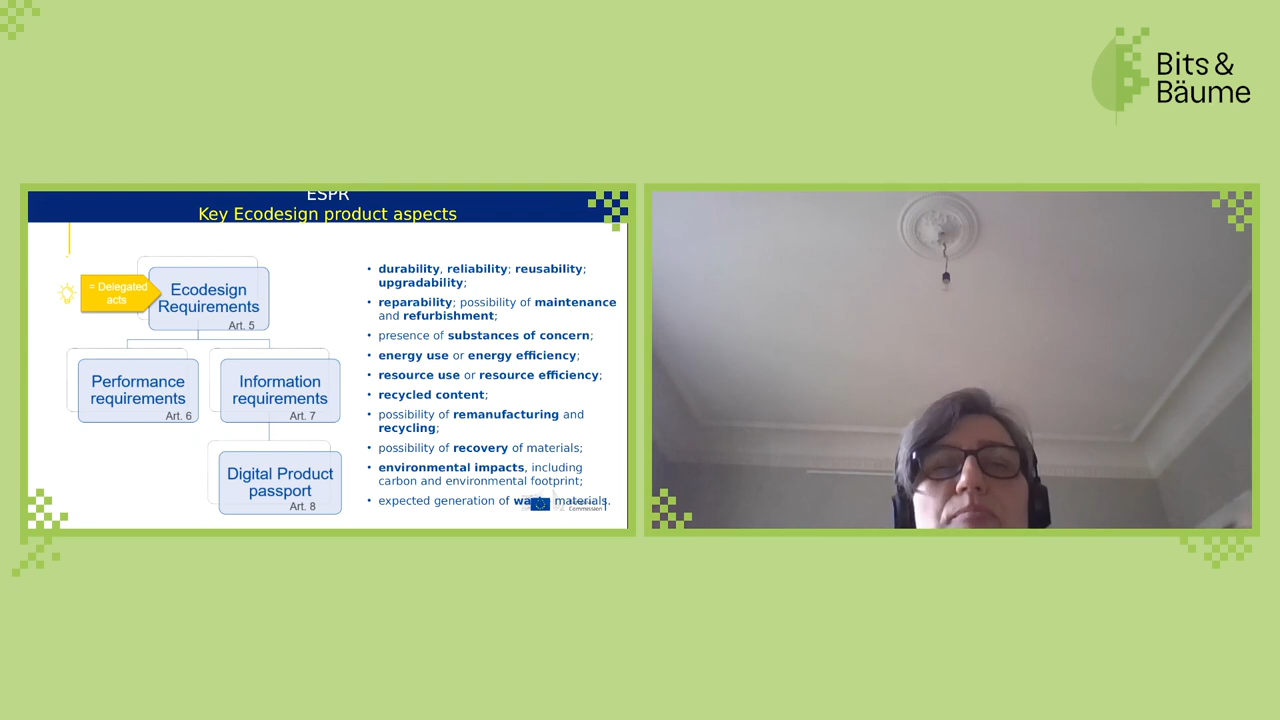 Bits &
Bäume
ESPR
Key Ecodesign product aspects
= Delegated
acts
Ecodesign
Requirements
Art. 5
Performance
requirements
Art. 6
Information
requirements
Art. 7
Digital Product
passport
Art. 8
• durability, reliability; reusability;
upgradability;
• reparability; possibility of maintenance
and refurbishment;
• presence of substances of concern;
• energy use or energy efficiency;
• resource use or resource efficiency;
• recycled content;
• possibility of remanufacturing and
recycling;
• possibility of recovery of materials;
• environmental impacts, including
carbon and environmental footprint;
• expected generation of waste materials.
Commission